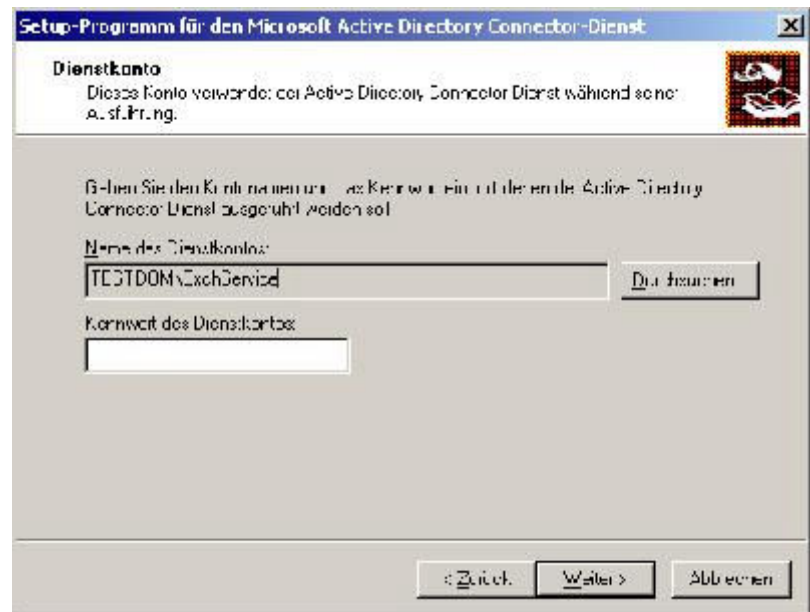 Setup-Programm für den Microsoft Active Directory Connector-Dienst
Dienstkonto
Dieses Konto verwendet der Active Directory Connector Dienst während seiner
Ausführung.
Geben Sie den Kontonamen und das Kennwort ein, mit denen der Active Directory
Connector Dienst ausgeführt werden soll
Name des Dienstkontos:
TESTDOM\ExchService
Durchsuchen
Kennwort des Dienstkontos:
< Zurück
Weiter >
Abbrechen